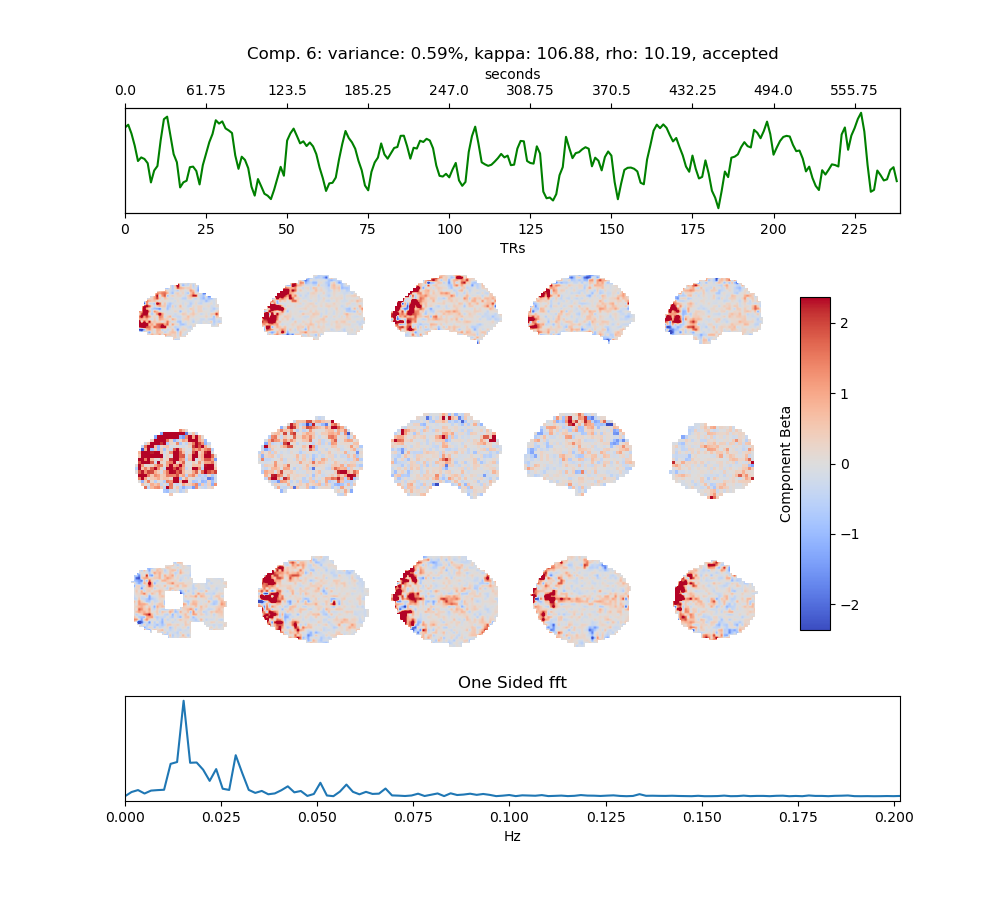 Comp. 6: variance: 0.59%, kappa: 106.88, rho: 10.19, accepted
seconds
0.0 61.75 123.5 185.25 247.0 308.75 370.5 432.25 494.0 555.75
0 25 50 75 100 125 150 175 200 225
TRs
2
1
0
−1
−2
Component Beta
One Sided fft
0.000 0.025 0.050 0.075 0.100 0.125 0.150 0.175 0.200
Hz